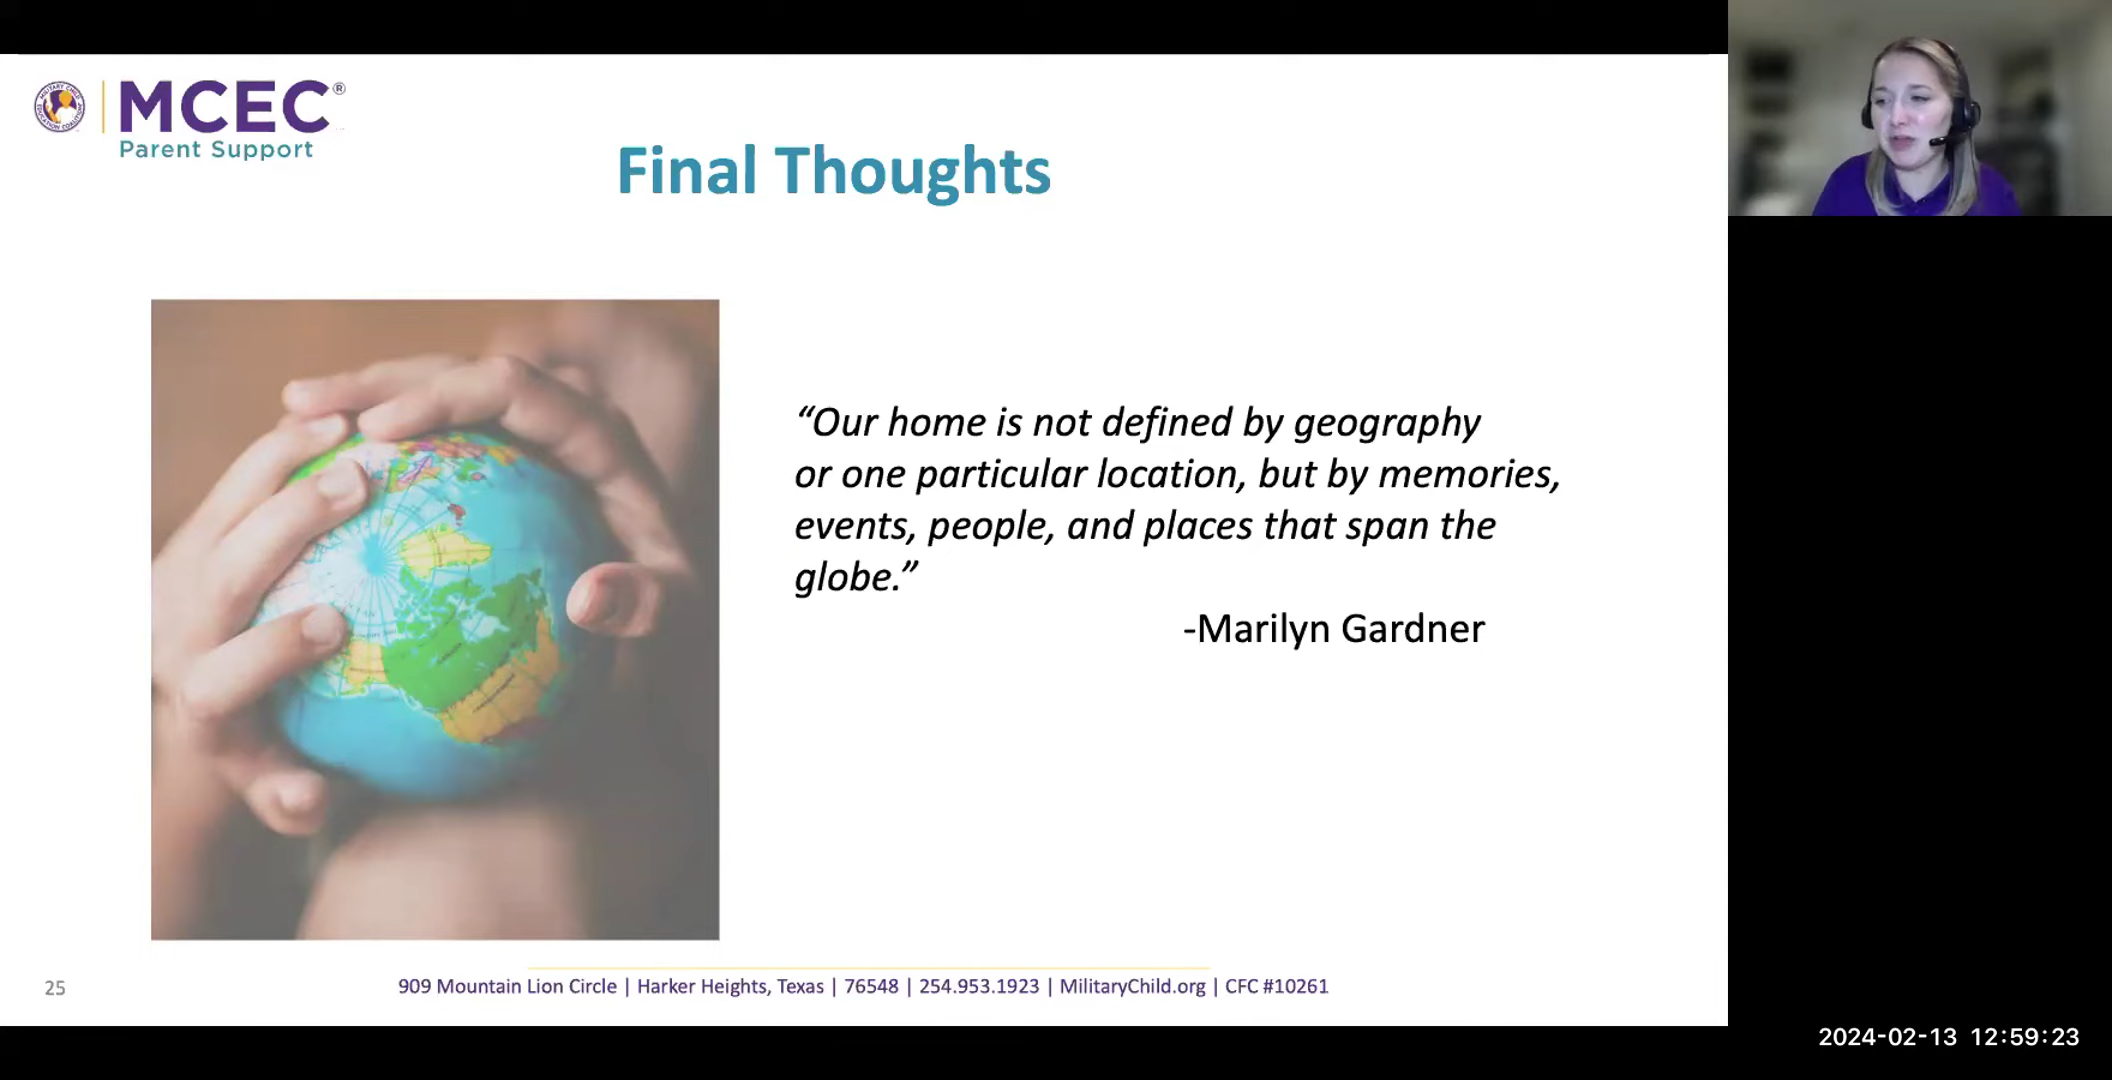 MCEC®
Parent Support
Final Thoughts
“Our home is not defined by geography
or one particular location, but by memories,
events, people, and places that span the
globe.”
-Marilyn Gardner
25
909 Mountain Lion Circle | Harker Heights, Texas | 76548 | 254.953.1923 | MilitaryChild.org | CFC #10261
2024-02-13 12:59:23